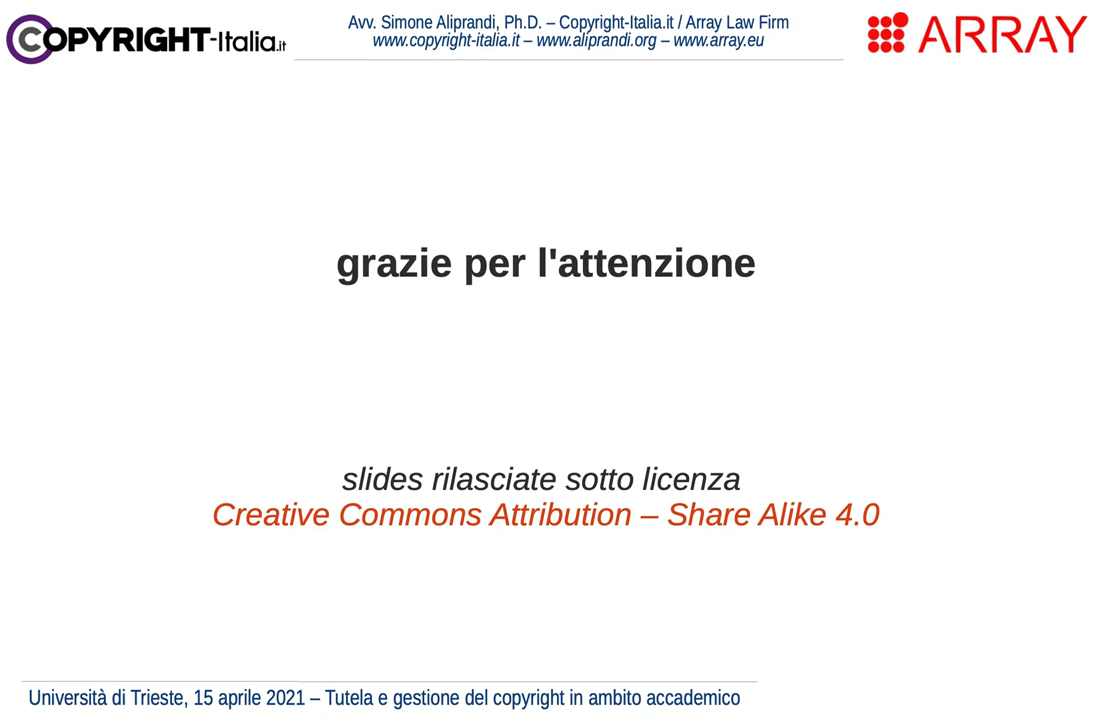 COPYRIGHT-Italia.it
Avv. Simone Aliprandi, Ph.D. – Copyright-Italia.it / Array Law Firm
www.copyright-italia.it – www.aliprandi.org – www.array.eu
ARRAY
grazie per l'attenzione
slides rilasciate sotto licenza
Creative Commons Attribution – Share Alike 4.0
Università di Trieste, 15 aprile 2021 – Tutela e gestione del copyright in ambito accademico